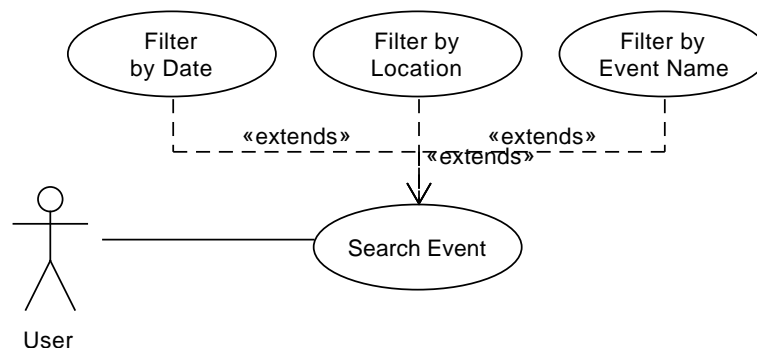 Filter
by Date
Filter by
Location
Filter by
Event Name
«extends»
«extends»
«extends»
Search Event
User